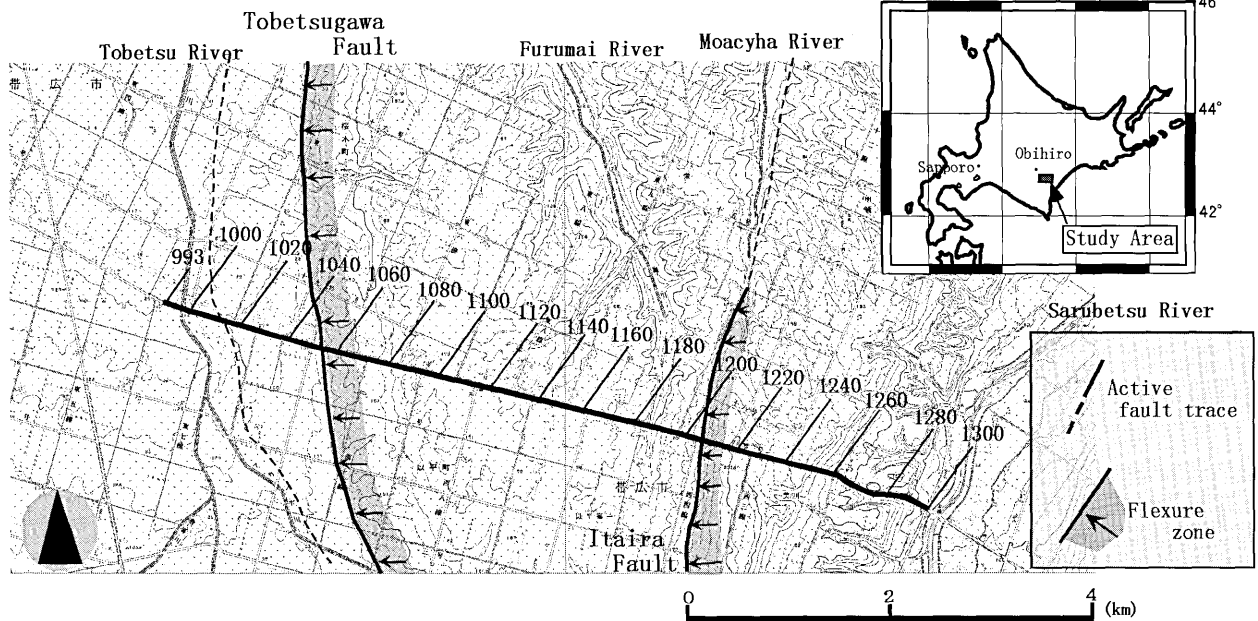 Tobetsugawa
Fault
Tobetsu River
Furumai River
Moacyha River
帯 広 市
46°
44°
42°
Sapporo
Obihiro
Study Area
993
1000
1020
1040
1060
1080
1100
1120
1140
1160
1180
1200
1220
1240
1260
1280
1300
Sarubetsu River
Active
fault trace
Flexure
zone
帯 広 市
Itaira
Fault
0
2
4
(km)